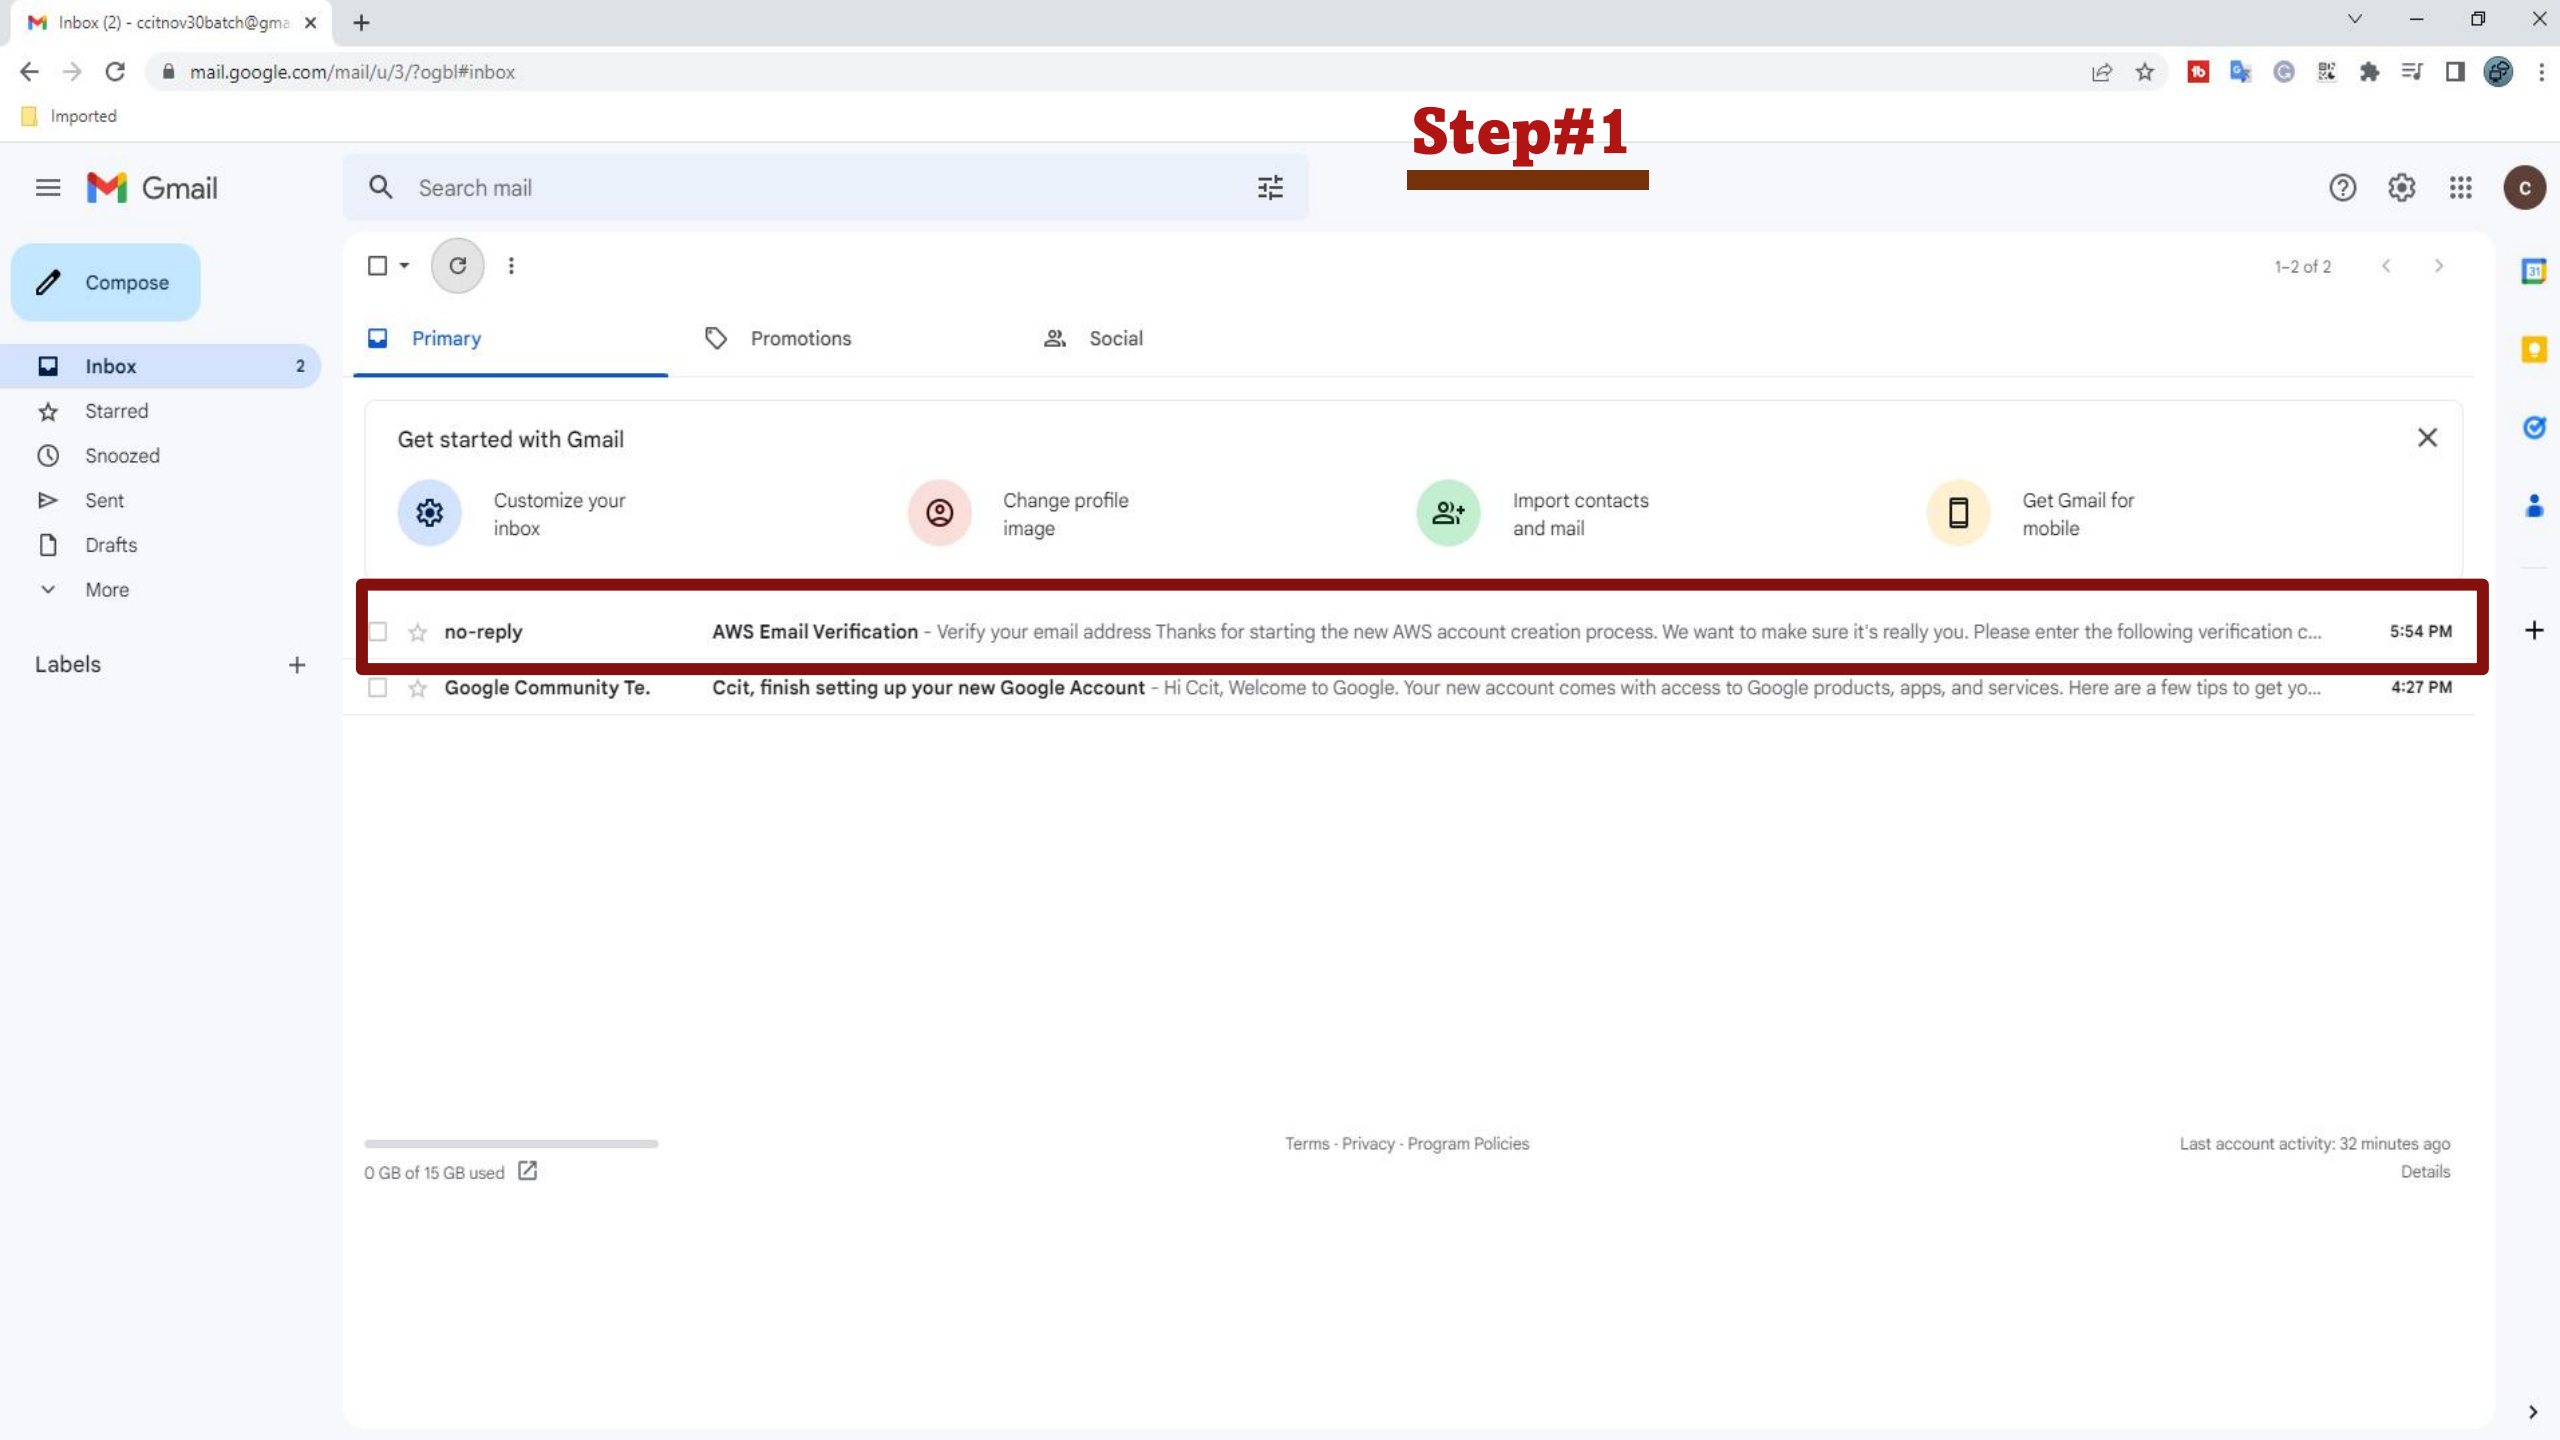 Inbox (2) - ccitnov30batch@gma
mail.google.com/mail/u/3/?ogbl#inbox
Imported
Step#1
Gmail
Search mail
C
Compose
1–2 of 2
31
Primary
Promotions
Social
Inbox 2
Starred
Snoozed
Sent
Drafts
More
Labels
Get started with Gmail
Customize your
inbox
Change profile
image
Import contacts
and mail
Get Gmail for
mobile
no-reply AWS Email Verification - Verify your email address Thanks for starting the new AWS account creation process. We want to make sure it's really you. Please enter the following verification c... 5:54 PM
Google Community Te. Ccit, finish setting up your new Google Account - Hi Ccit, Welcome to Google. Your new account comes with access to Google products, apps, and services. Here are a few tips to get yo... 4:27 PM
Terms · Privacy · Program Policies
Last account activity: 32 minutes ago
0 GB of 15 GB used
Details